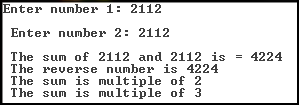 Enter number 1: 2112
Enter number 2: 2112
The sum of 2112 and 2112 is = 4224
The reverse number is 4224
The sum is multiple of 2
The sum is multiple of 3